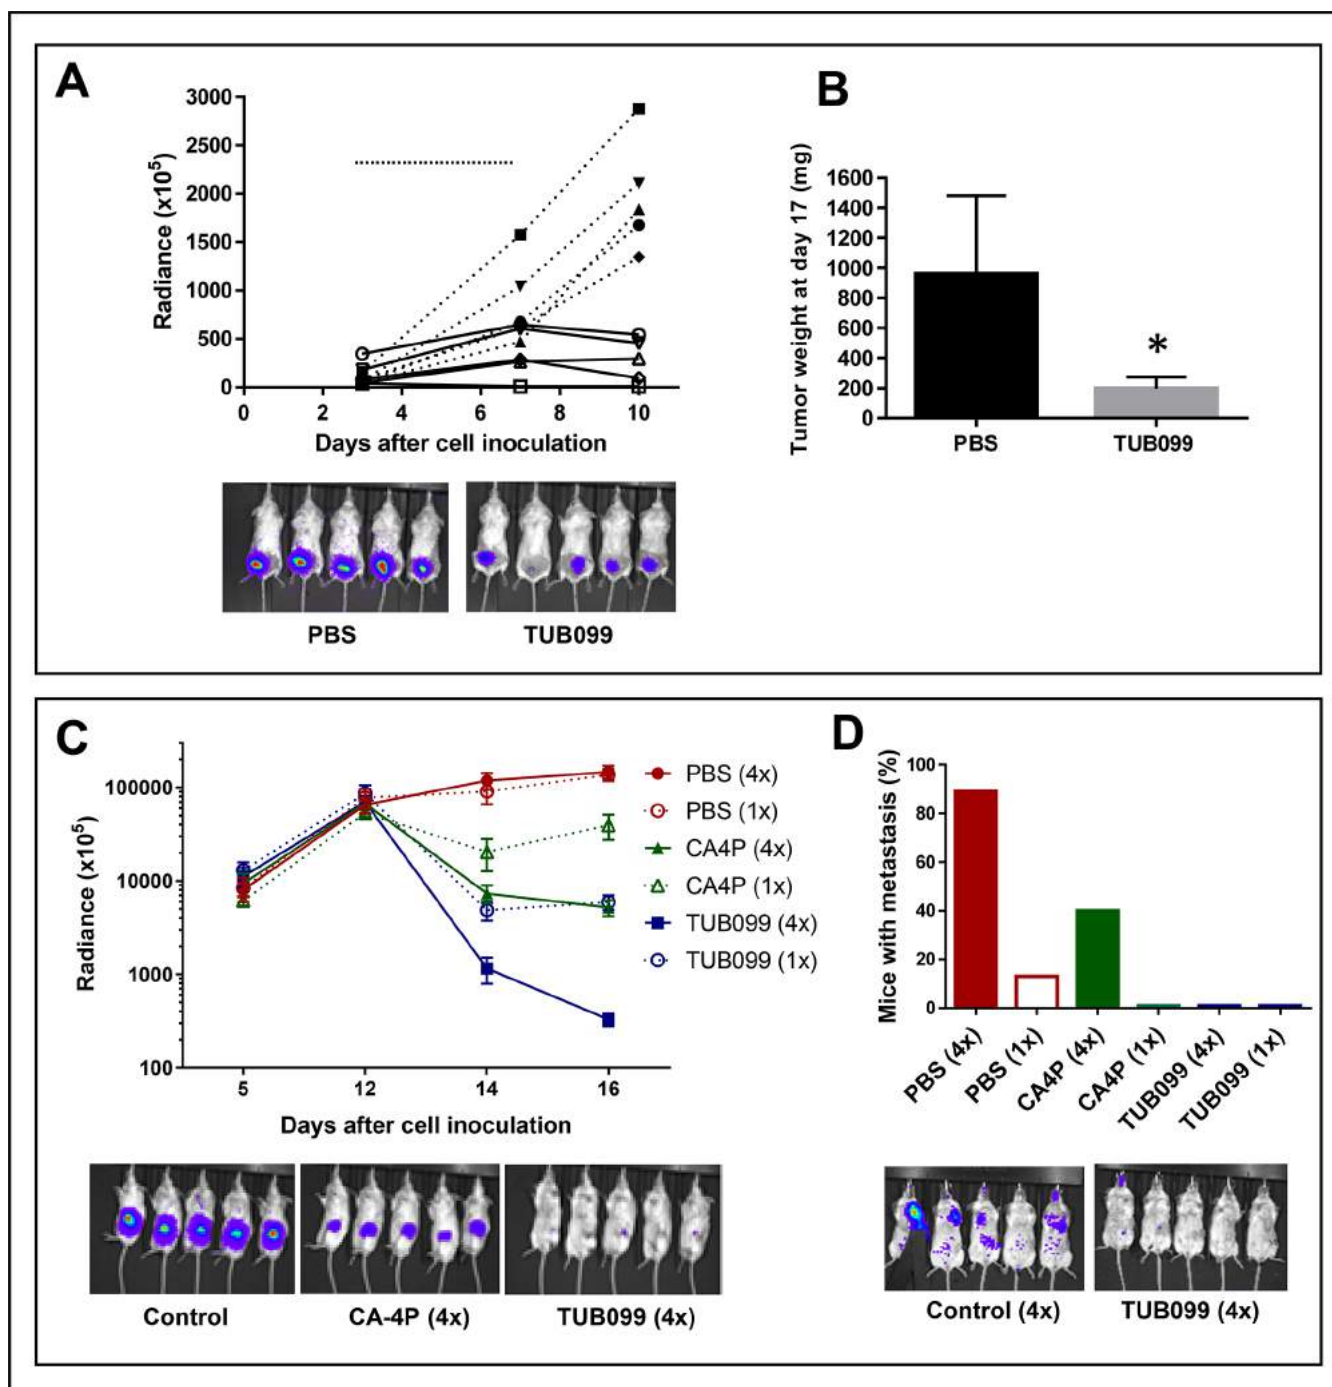 A
3000
2500
2000
1500
1000
500
0
Radiance (x10⁵)
0 2 4 6 8 10
Days after cell inoculation
PBS TUB099
B
Tumor weight at day 17 (mg)
1600
1400
1200
1000
800
600
400
200
0
*
PBS TUB099
C
100000
10000
1000
100
Radiance (x10⁵)
5 12 14 16
Days after cell inoculation
PBS (4x)
PBS (1x)
CA4P (4x)
CA4P (1x)
TUB099 (4x)
TUB099 (1x)
Control CA-4P (4x) TUB099 (4x)
D
Mice with metastasis (%)
100
80
60
40
20
0
PBS (4x)
PBS (1x)
CA4P (4x)
CA4P (1x)
TUB099 (4x)
TUB099 (1x)
Control (4x) TUB099 (4x)